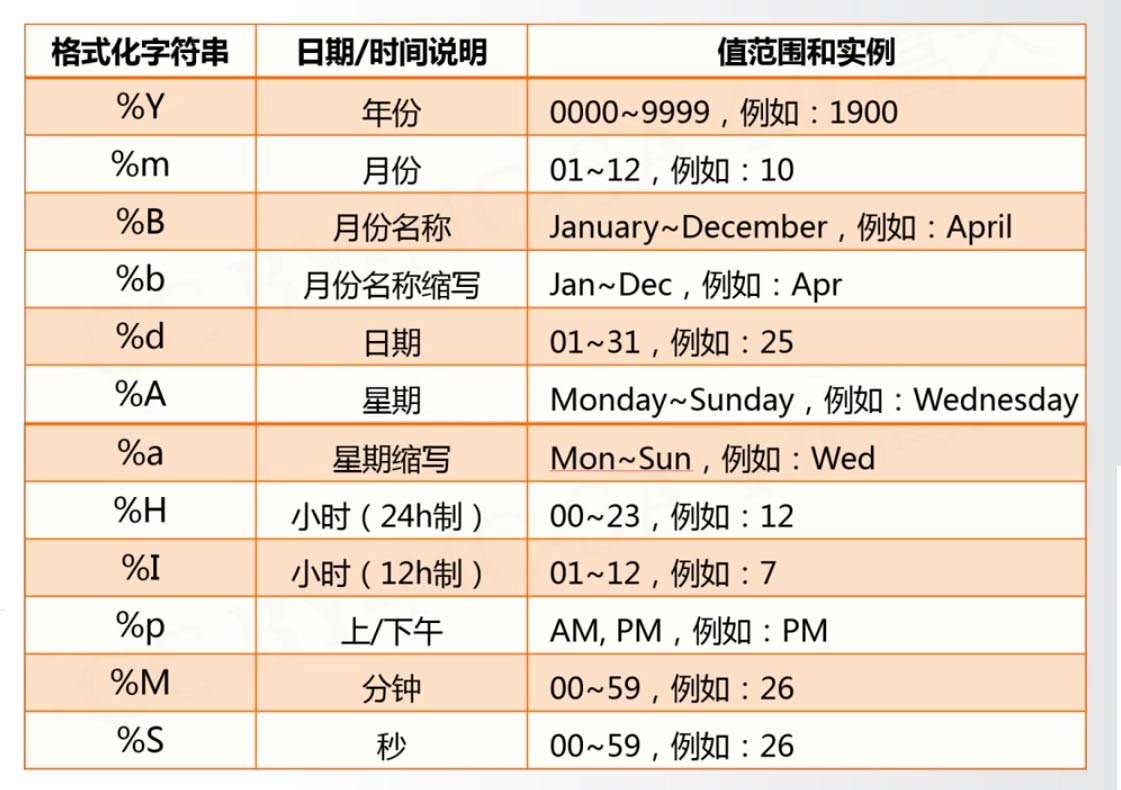 格式化字符串 日期/时间说明 值范围和实例
%Y 年份 0000~9999，例如：1900
%m 月份 01~12，例如：10
%B 月份名称 January~December，例如：April
%b 月份名称缩写 Jan~Dec，例如：Apr
%d 日期 01~31，例如：25
%A 星期 Monday~Sunday，例如：Wednesday
%a 星期缩写 Mon~Sun，例如：Wed
%H 小时（24h制） 00~23，例如：12
%I 小时（12h制） 01~12，例如：7
%p 上/下午 AM, PM，例如：PM
%M 分钟 00~59，例如：26
%S 秒 00~59，例如：26